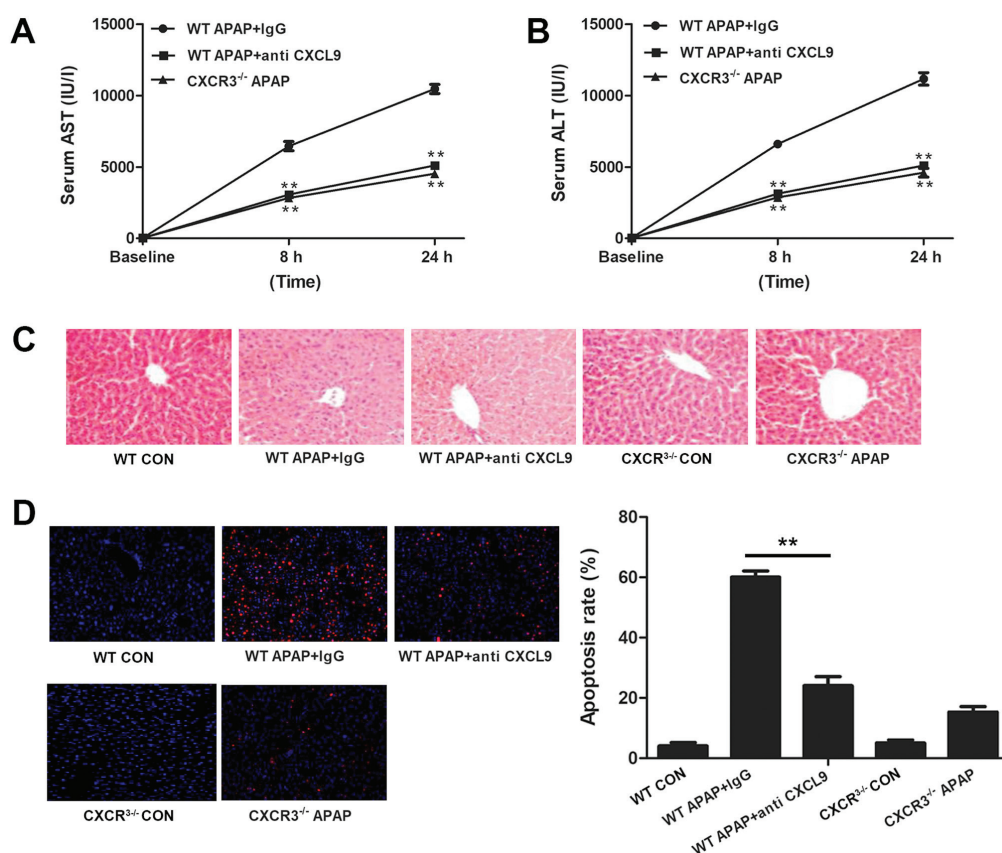 A
15000
10000
5000
0
Serum AST (IU/I)
WT APAP+IgG
WT APAP+anti CXCL9
CXCR3-/- APAP
**
**
**
**
Baseline
8 h
24 h
(Time)
B
15000
10000
5000
0
Serum ALT (IU/I)
WT APAP+IgG
WT APAP+anti CXCL9
CXCR3-/- APAP
**
**
**
**
Baseline
8 h
24 h
(Time)
C
WT CON
WT APAP+IgG
WT APAP+anti CXCL9
CXCR3-/- CON
CXCR3-/- APAP
D
WT CON
WT APAP+IgG
WT APAP+anti CXCL9
CXCR3-/- CON
CXCR3-/- APAP
80
60
40
20
0
Apoptosis rate (%)
**
WT CON
WT APAP+IgG
WT APAP+anti CXCL9
CXCR3-/- CON
CXCR3-/- APAP